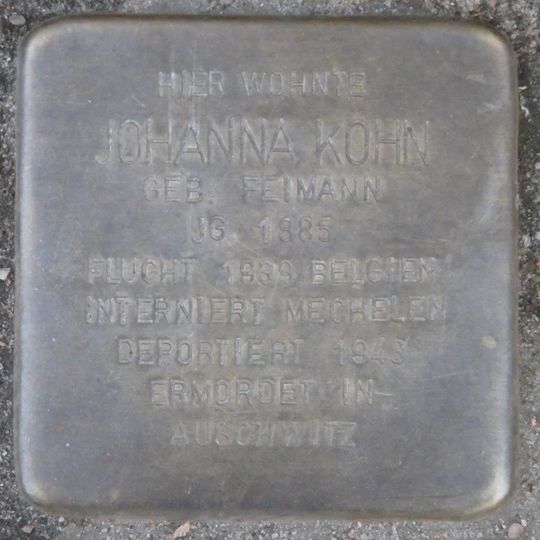 HIER WOHNTE
JOHANNA KOHN
GEB. FEIMANN
JG. 1885
FLUCHT 1939 BELGIEN
INTERNIERT MECHELEN
DEPORTIERT 1943
ERMORDET IN
AUSCHWITZ